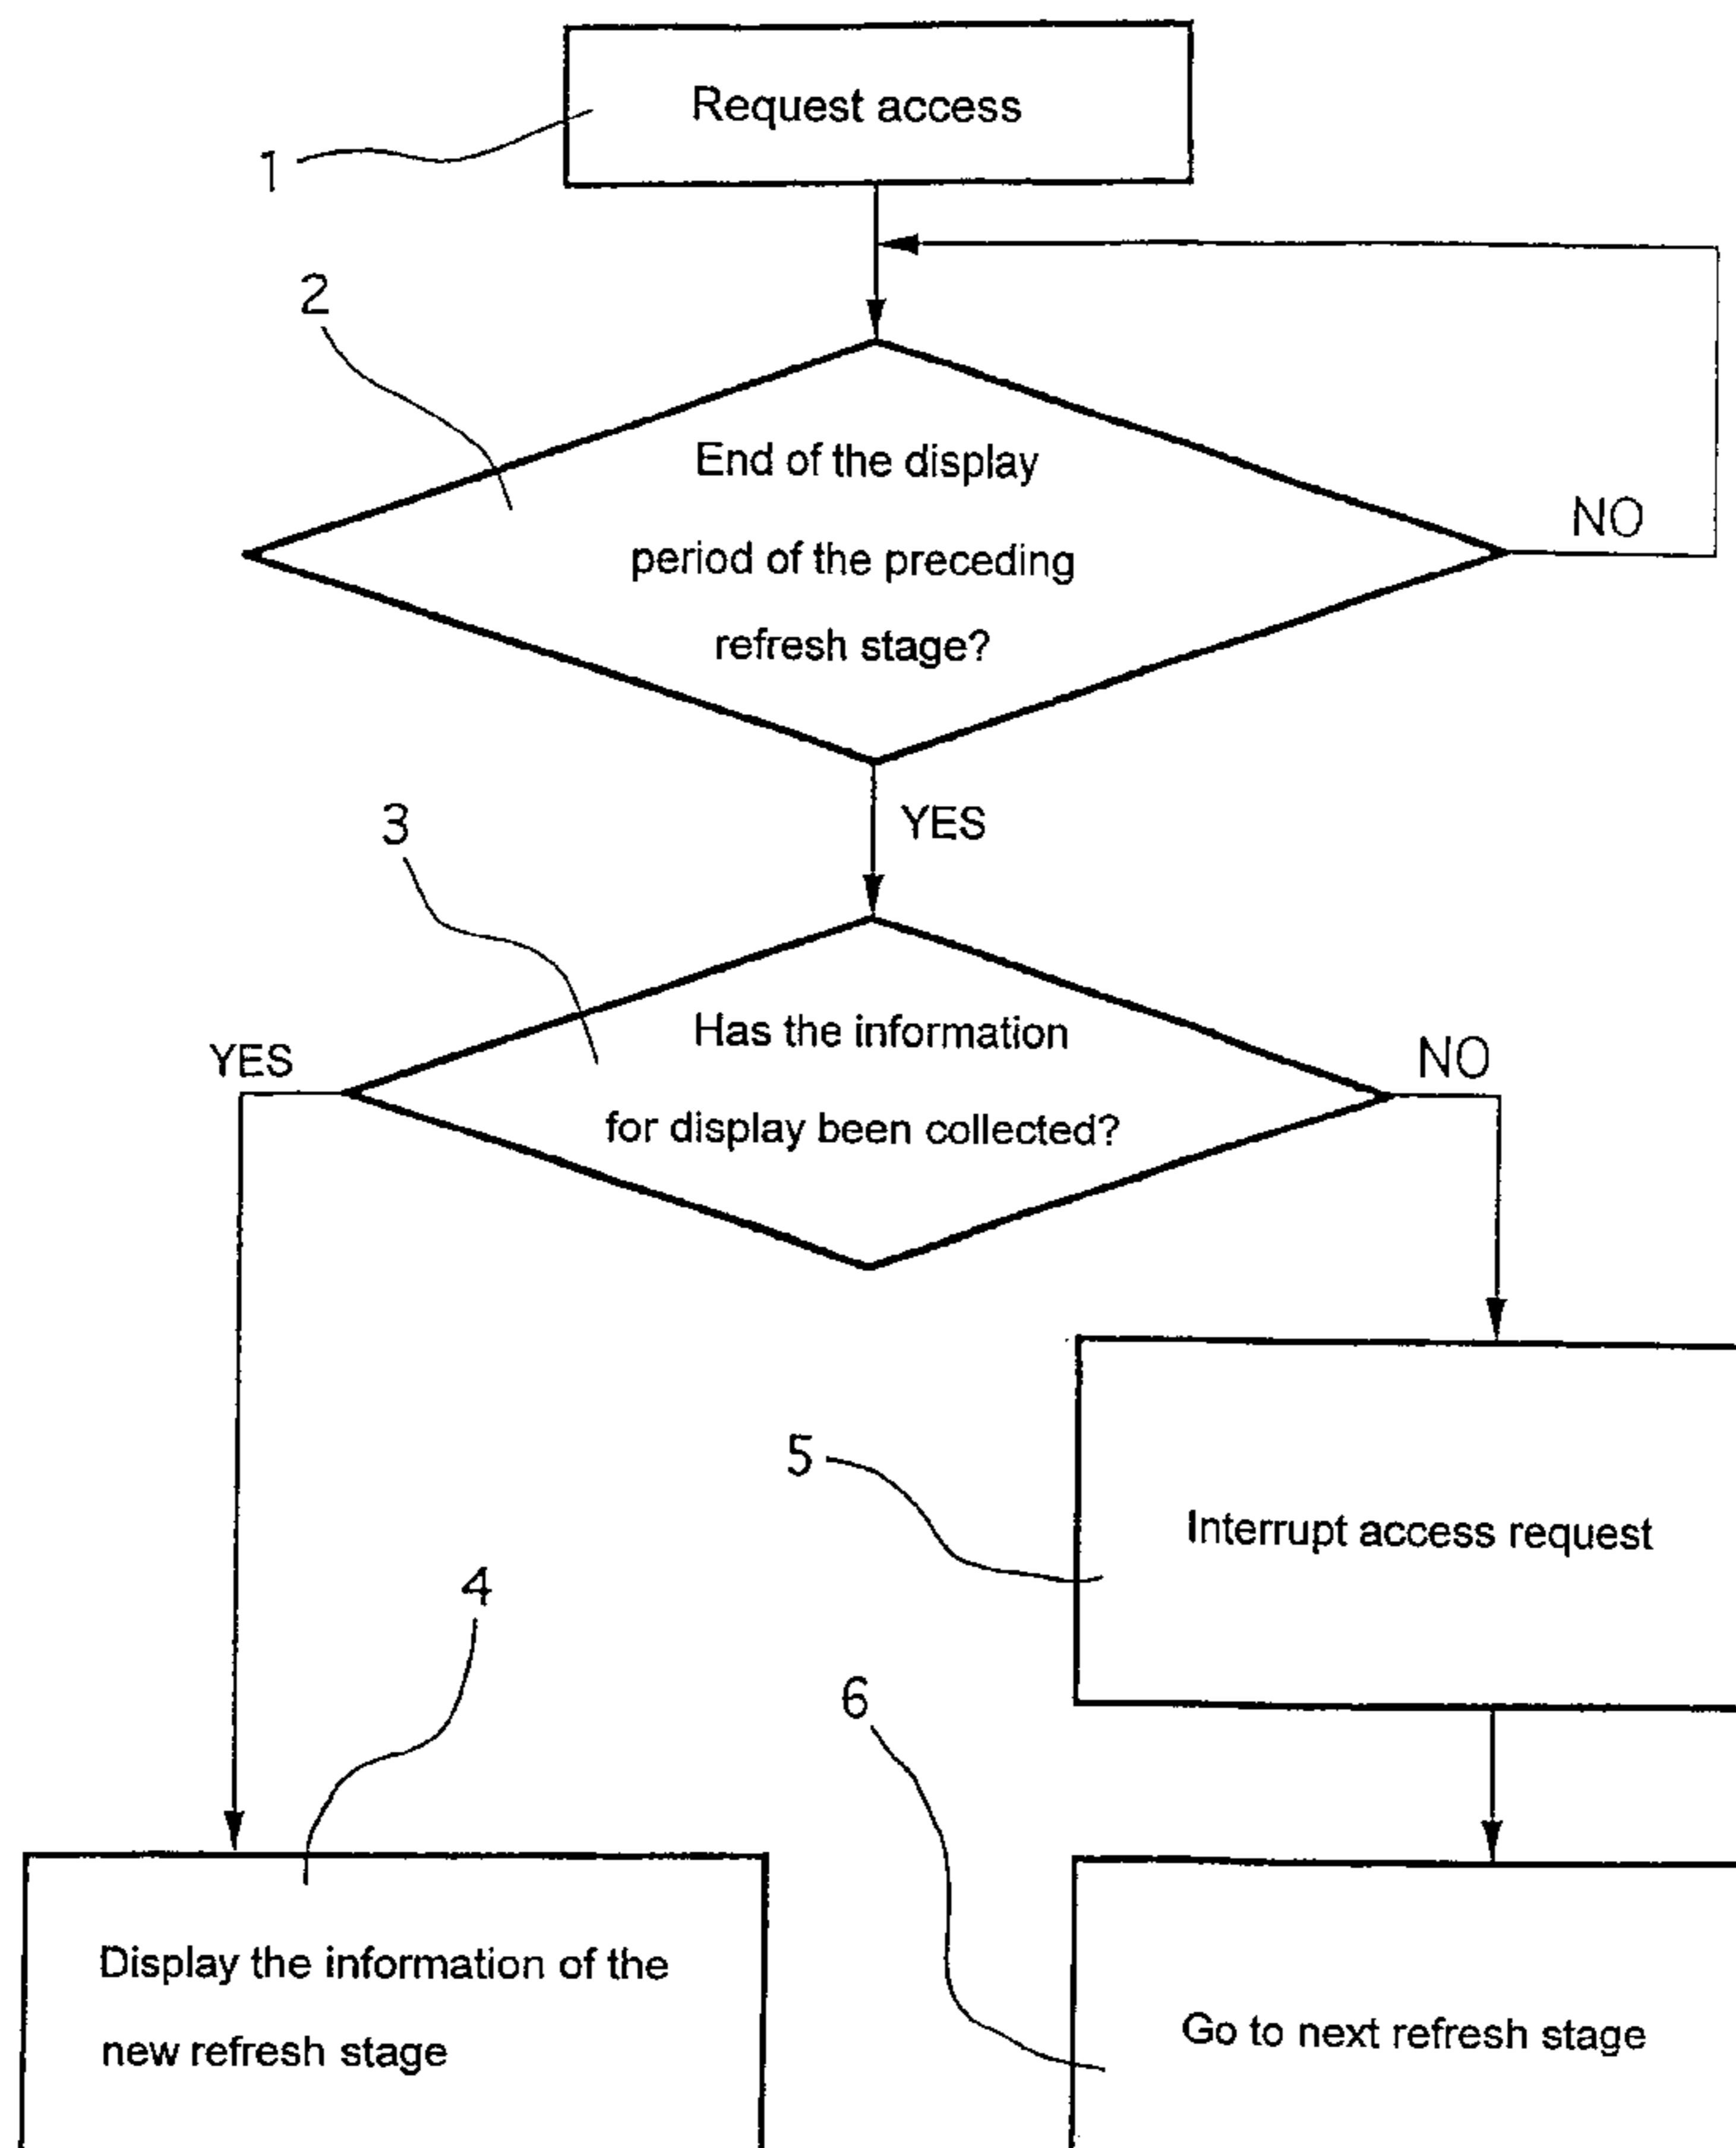 Request access
1
2
End of the display
period of the preceding
refresh stage?
NO
YES
3
Has the information
for display been collected?
YES
NO
5
Interrupt access request
4
6
Display the information of the
new refresh stage
Go to next refresh stage